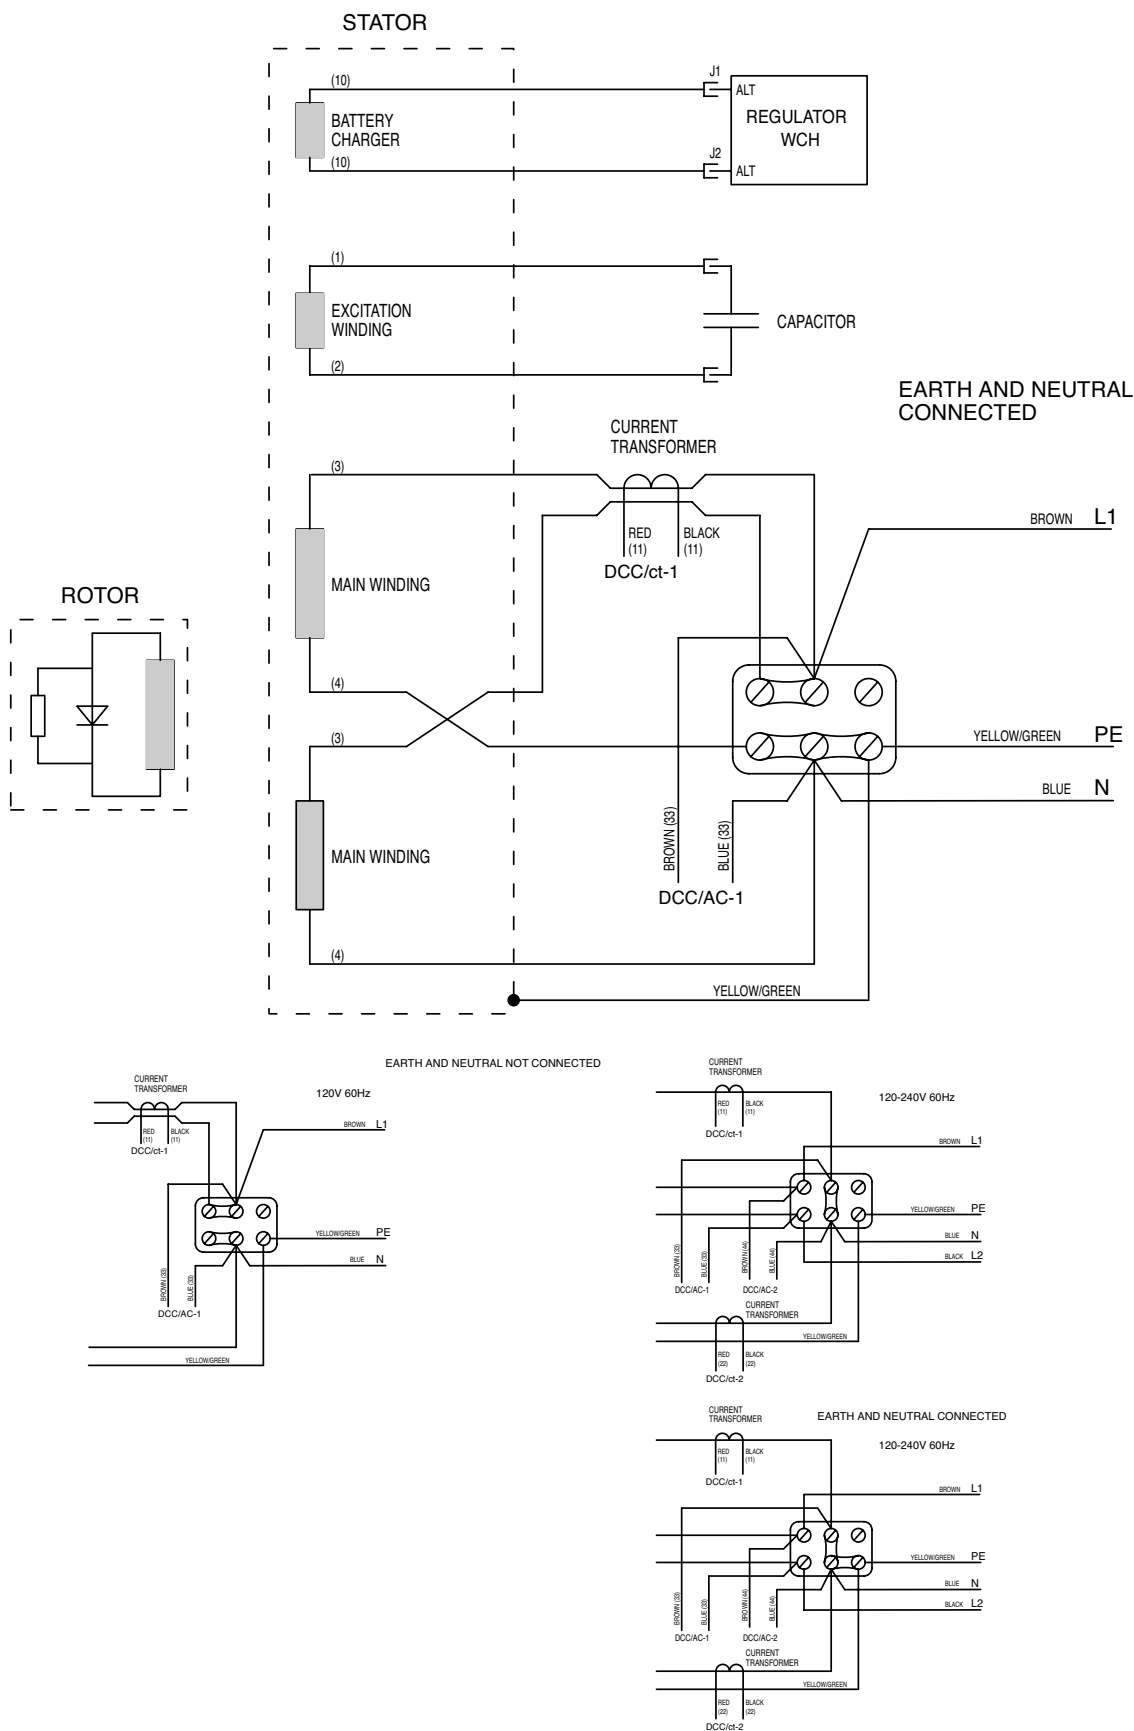 STATOR
(10)
J1
ALT
BATTERY
CHARGER
REGULATOR
WCH
(10)
J2
ALT
(1)
EXCITATION
WINDING
CAPACITOR
(2)
EARTH AND NEUTRAL
CONNECTED
CURRENT
TRANSFORMER
(3)
RED
(11)
BLACK
(11)
DCC/ct-1
BROWN L1
MAIN WINDING
ROTOR
(4)
(3)
YELLOW/GREEN PE
BLUE N
BROWN (33)
BLUE (33)
MAIN WINDING
DCC/AC-1
(4)
YELLOW/GREEN
EARTH AND NEUTRAL NOT CONNECTED
CURRENT
TRANSFORMER
120V 60Hz
RED
(11)
BLACK
(11)
DCC/ct-1
BROWN L1
YELLOW/GREEN PE
BLUE N
BROWN (33)
BLUE (33)
DCC/AC-1
YELLOW/GREEN
CURRENT
TRANSFORMER
120-240V 60Hz
RED
(11)
BLACK
(11)
DCC/ct-1
BROWN L1
YELLOW/GREEN PE
BLUE N
BLACK L2
BROWN (33)
BLUE (33)
BROWN (44)
BLUE (44)
DCC/AC-1
DCC/AC-2
CURRENT
TRANSFORMER
YELLOW/GREEN
RED
(22)
BLACK
(22)
DCC/ct-2
CURRENT
TRANSFORMER
EARTH AND NEUTRAL CONNECTED
120-240V 60Hz
RED
(11)
BLACK
(11)
DCC/ct-1
BROWN L1
YELLOW/GREEN PE
BLUE N
BLACK L2
BROWN (33)
BLUE (33)
BROWN (44)
BLUE (44)
DCC/AC-1
DCC/AC-2
CURRENT
TRANSFORMER
YELLOW/GREEN
RED
(22)
BLACK
(22)
DCC/ct-2